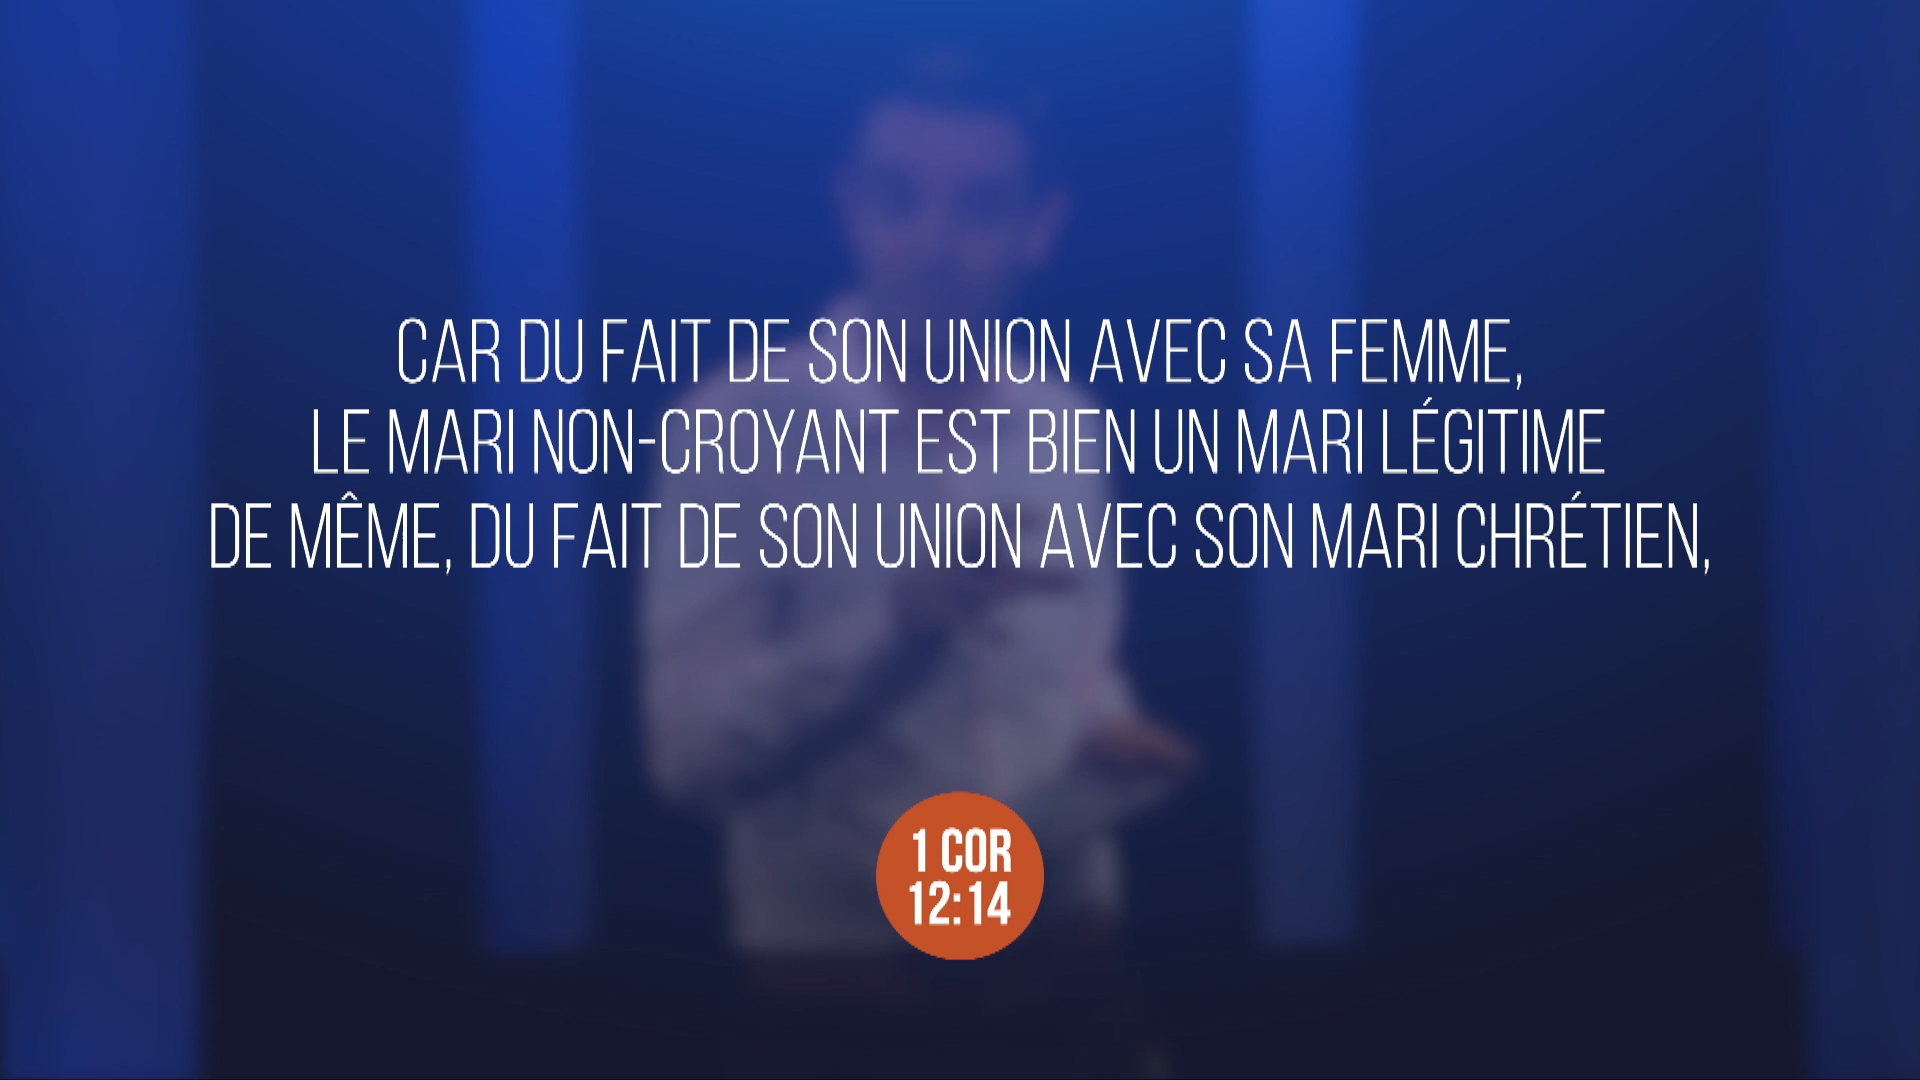 CAR DU FAIT DE SON UNION AVEC SA FEMME,
LE MARI NON-CROYANT EST BIEN UN MARI LÉGITIME
DE MÊME, DU FAIT DE SON UNION AVEC SON MARI CHRÉTIEN,
1 COR
12:14